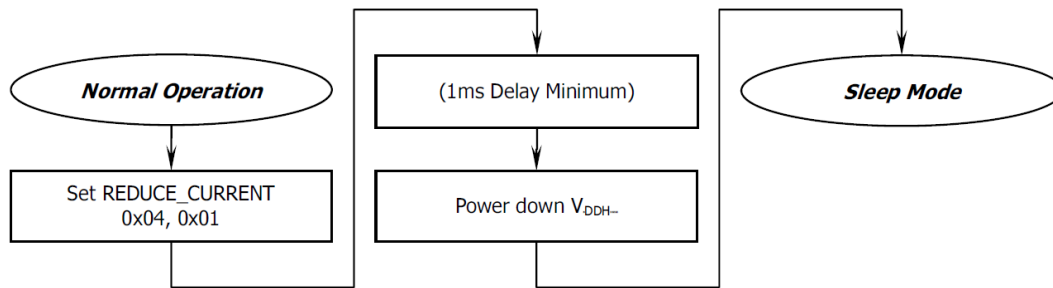 Normal Operation
Set REDUCE_CURRENT
0x04, 0x01
(1ms Delay Minimum)
Power down VDDH
Sleep Mode